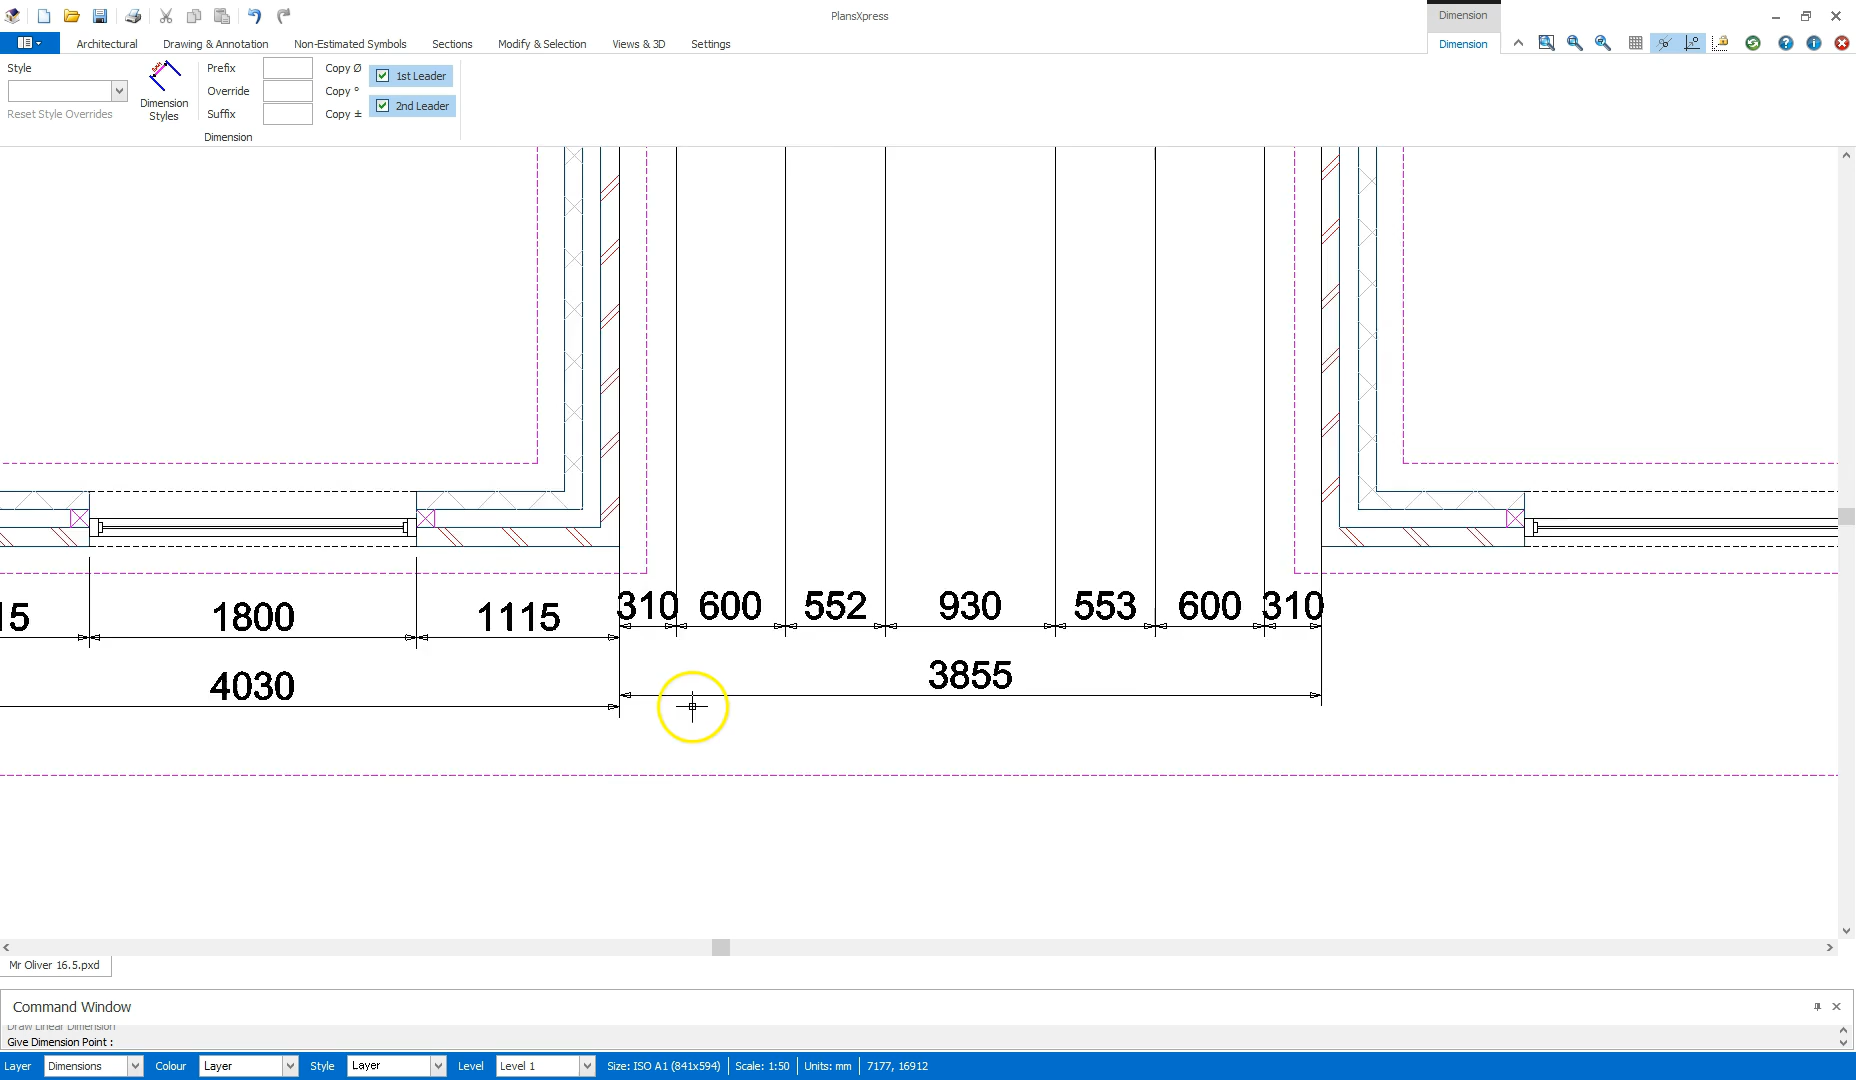 PlansXpress
Dimension
Architectural Drawing & Annotation Non-Estimated Symbols Sections Modify & Selection Views & 3D Settings Dimension
Style
Reset Style Overrides
Dimension Styles
Prefix Copy Ø
Override Copy °
Suffix Copy ±
1st Leader
2nd Leader
Dimension
15 1800 1115 310 600 552 930 553 600 310
4030 3855
Mr Oliver 16.5.pxd
Command Window
Draw Linear Dimension
Give Dimension Point :
Layer Dimensions Colour Layer Style Layer Level Level 1 Size: ISO A1 (841x594) Scale: 1:50 Units: mm 7177, 16912